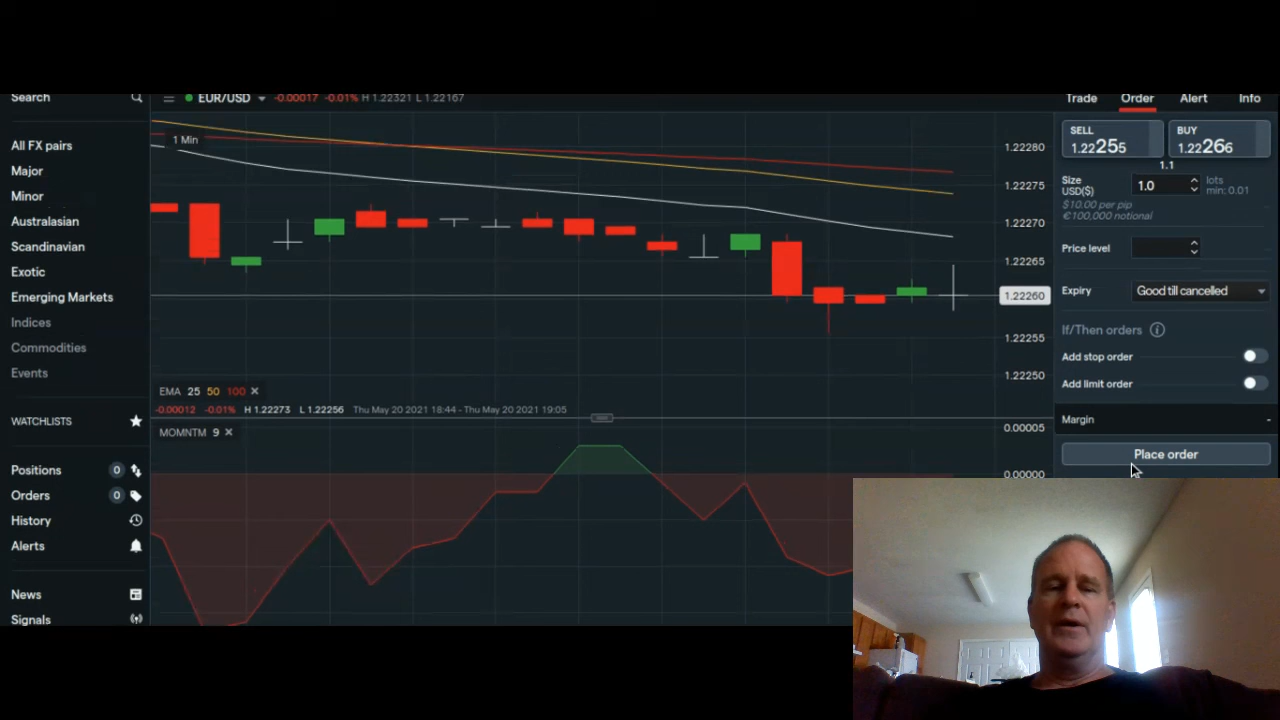 Search
EUR/USD -0.00017 -0.01% H 1.22321 L 1.22167
Trade Order Alert Info
All FX pairs
Major
Minor
Australasian
Scandinavian
Exotic
Emerging Markets
Indices
Commodities
Events
WATCHLISTS
Positions 0
Orders 0
History
Alerts
News
Signals
1 Min
1.22280
1.22275
1.22270
1.22265
1.22260
1.22255
1.22250
EMA 25 50 100 X
-0.00012 -0.01% H 1.22273 L 1.22256 Thu May 20 2021 18:44 - Thu May 20 2021 19:05
MOMNTM 9 X
0.00005
0.00000
SELL BUY
1.22255 1.22266
1.1
Size USD($) 1.0 lots min: 0.01
$10.00 per pip
€100,000 notional
Price level
Expiry Good till cancelled
If/Then orders
Add stop order
Add limit order
Margin -
Place order